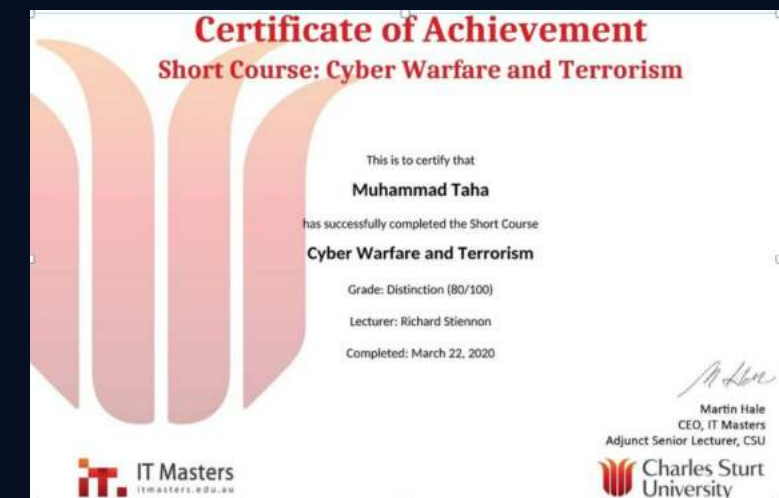 Certificate of Achievement
Short Course: Cyber Warfare and Terrorism
This is to certify that
Muhammad Taha
has successfully completed the Short Course
Cyber Warfare and Terrorism
Grade: Distinction (80/100)
Lecturer: Richard Stiennon
Completed: March 22, 2020
Martin Hale
CEO, IT Masters
Adjunct Senior Lecturer, CSU
it. IT Masters
itmasters.edu.au
Charles Sturt
University